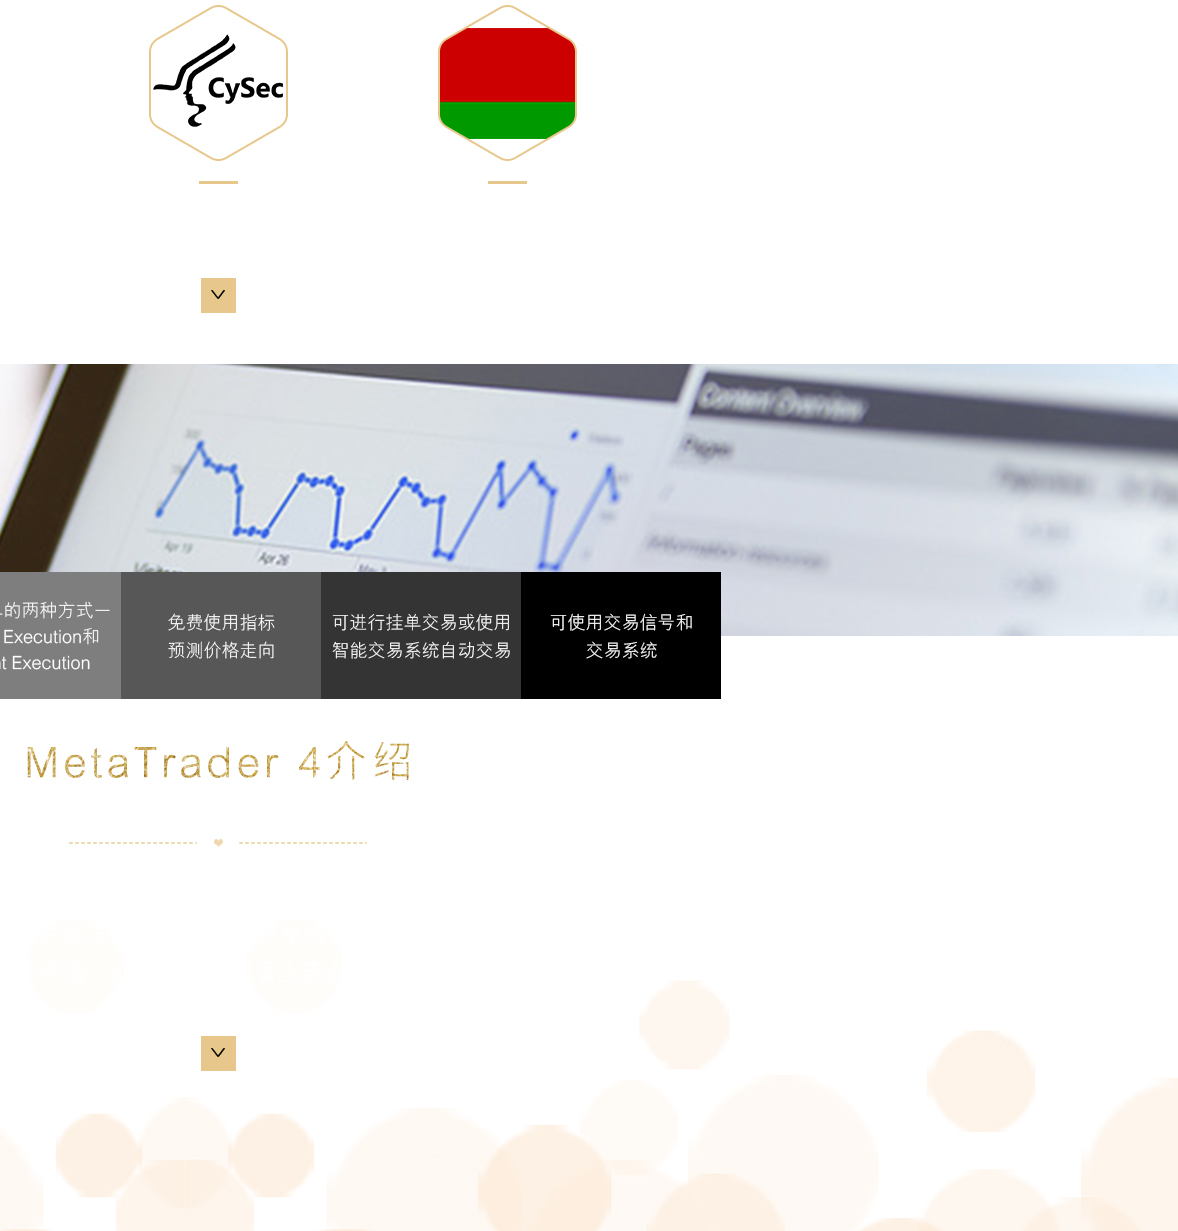 CySec
Content Overview
Pages
Apr 19
Apr 26
的两种方式一
Execution和
t Execution
免费使用指标
预测价格走向
可进行挂单交易或使用
智能交易系统自动交易
可使用交易信号和
交易系统
MetaTrader 4介绍